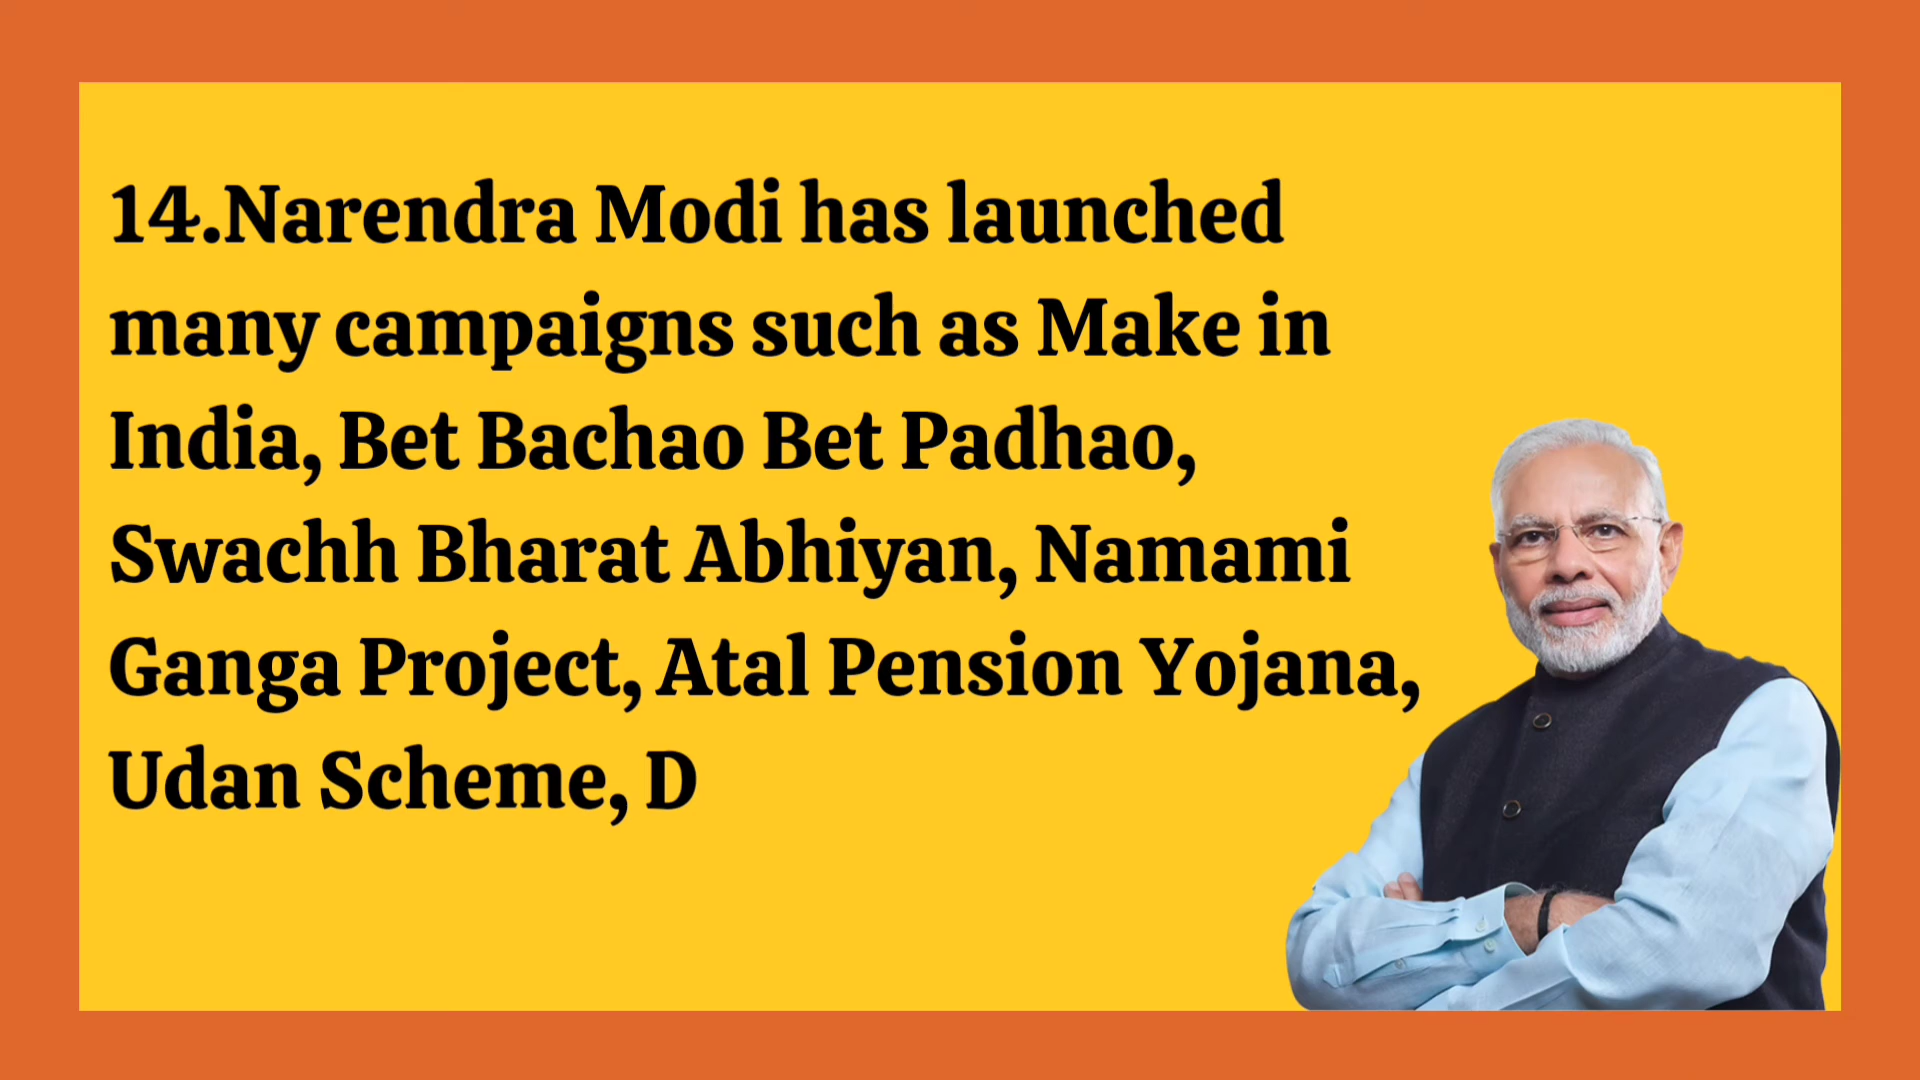 14.Narendra Modi has launched
many campaigns such as Make in
India, Bet Bachao Bet Padhao,
Swachh Bharat Abhiyan, Namami
Ganga Project, Atal Pension Yojana,
Udan Scheme, D